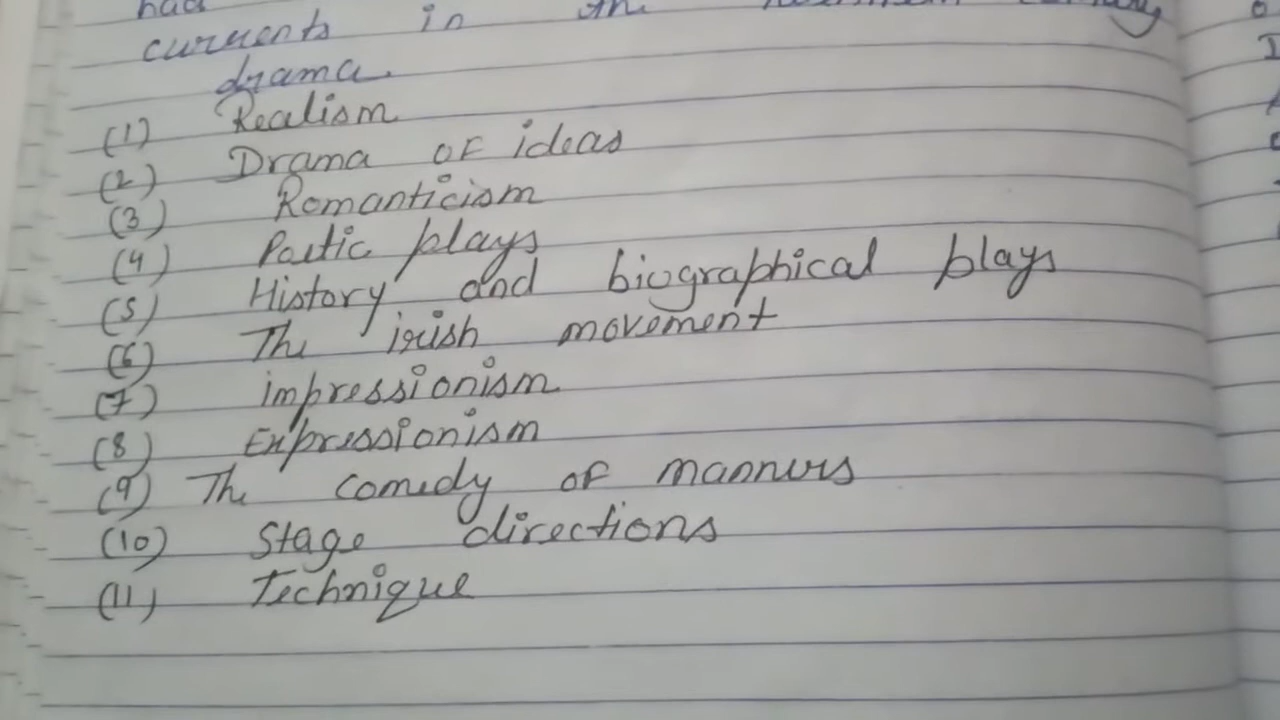 had
currents in the
drama.
(1) Realism
(2) Drama of ideas
(3) Romanticism
(4) Poetic plays
(5) History and biographical plays
(6) The irish movement
(7) impressionism
(8) Expressionism
(9) The comedy of manners
(10) Stage directions
(11) Technique